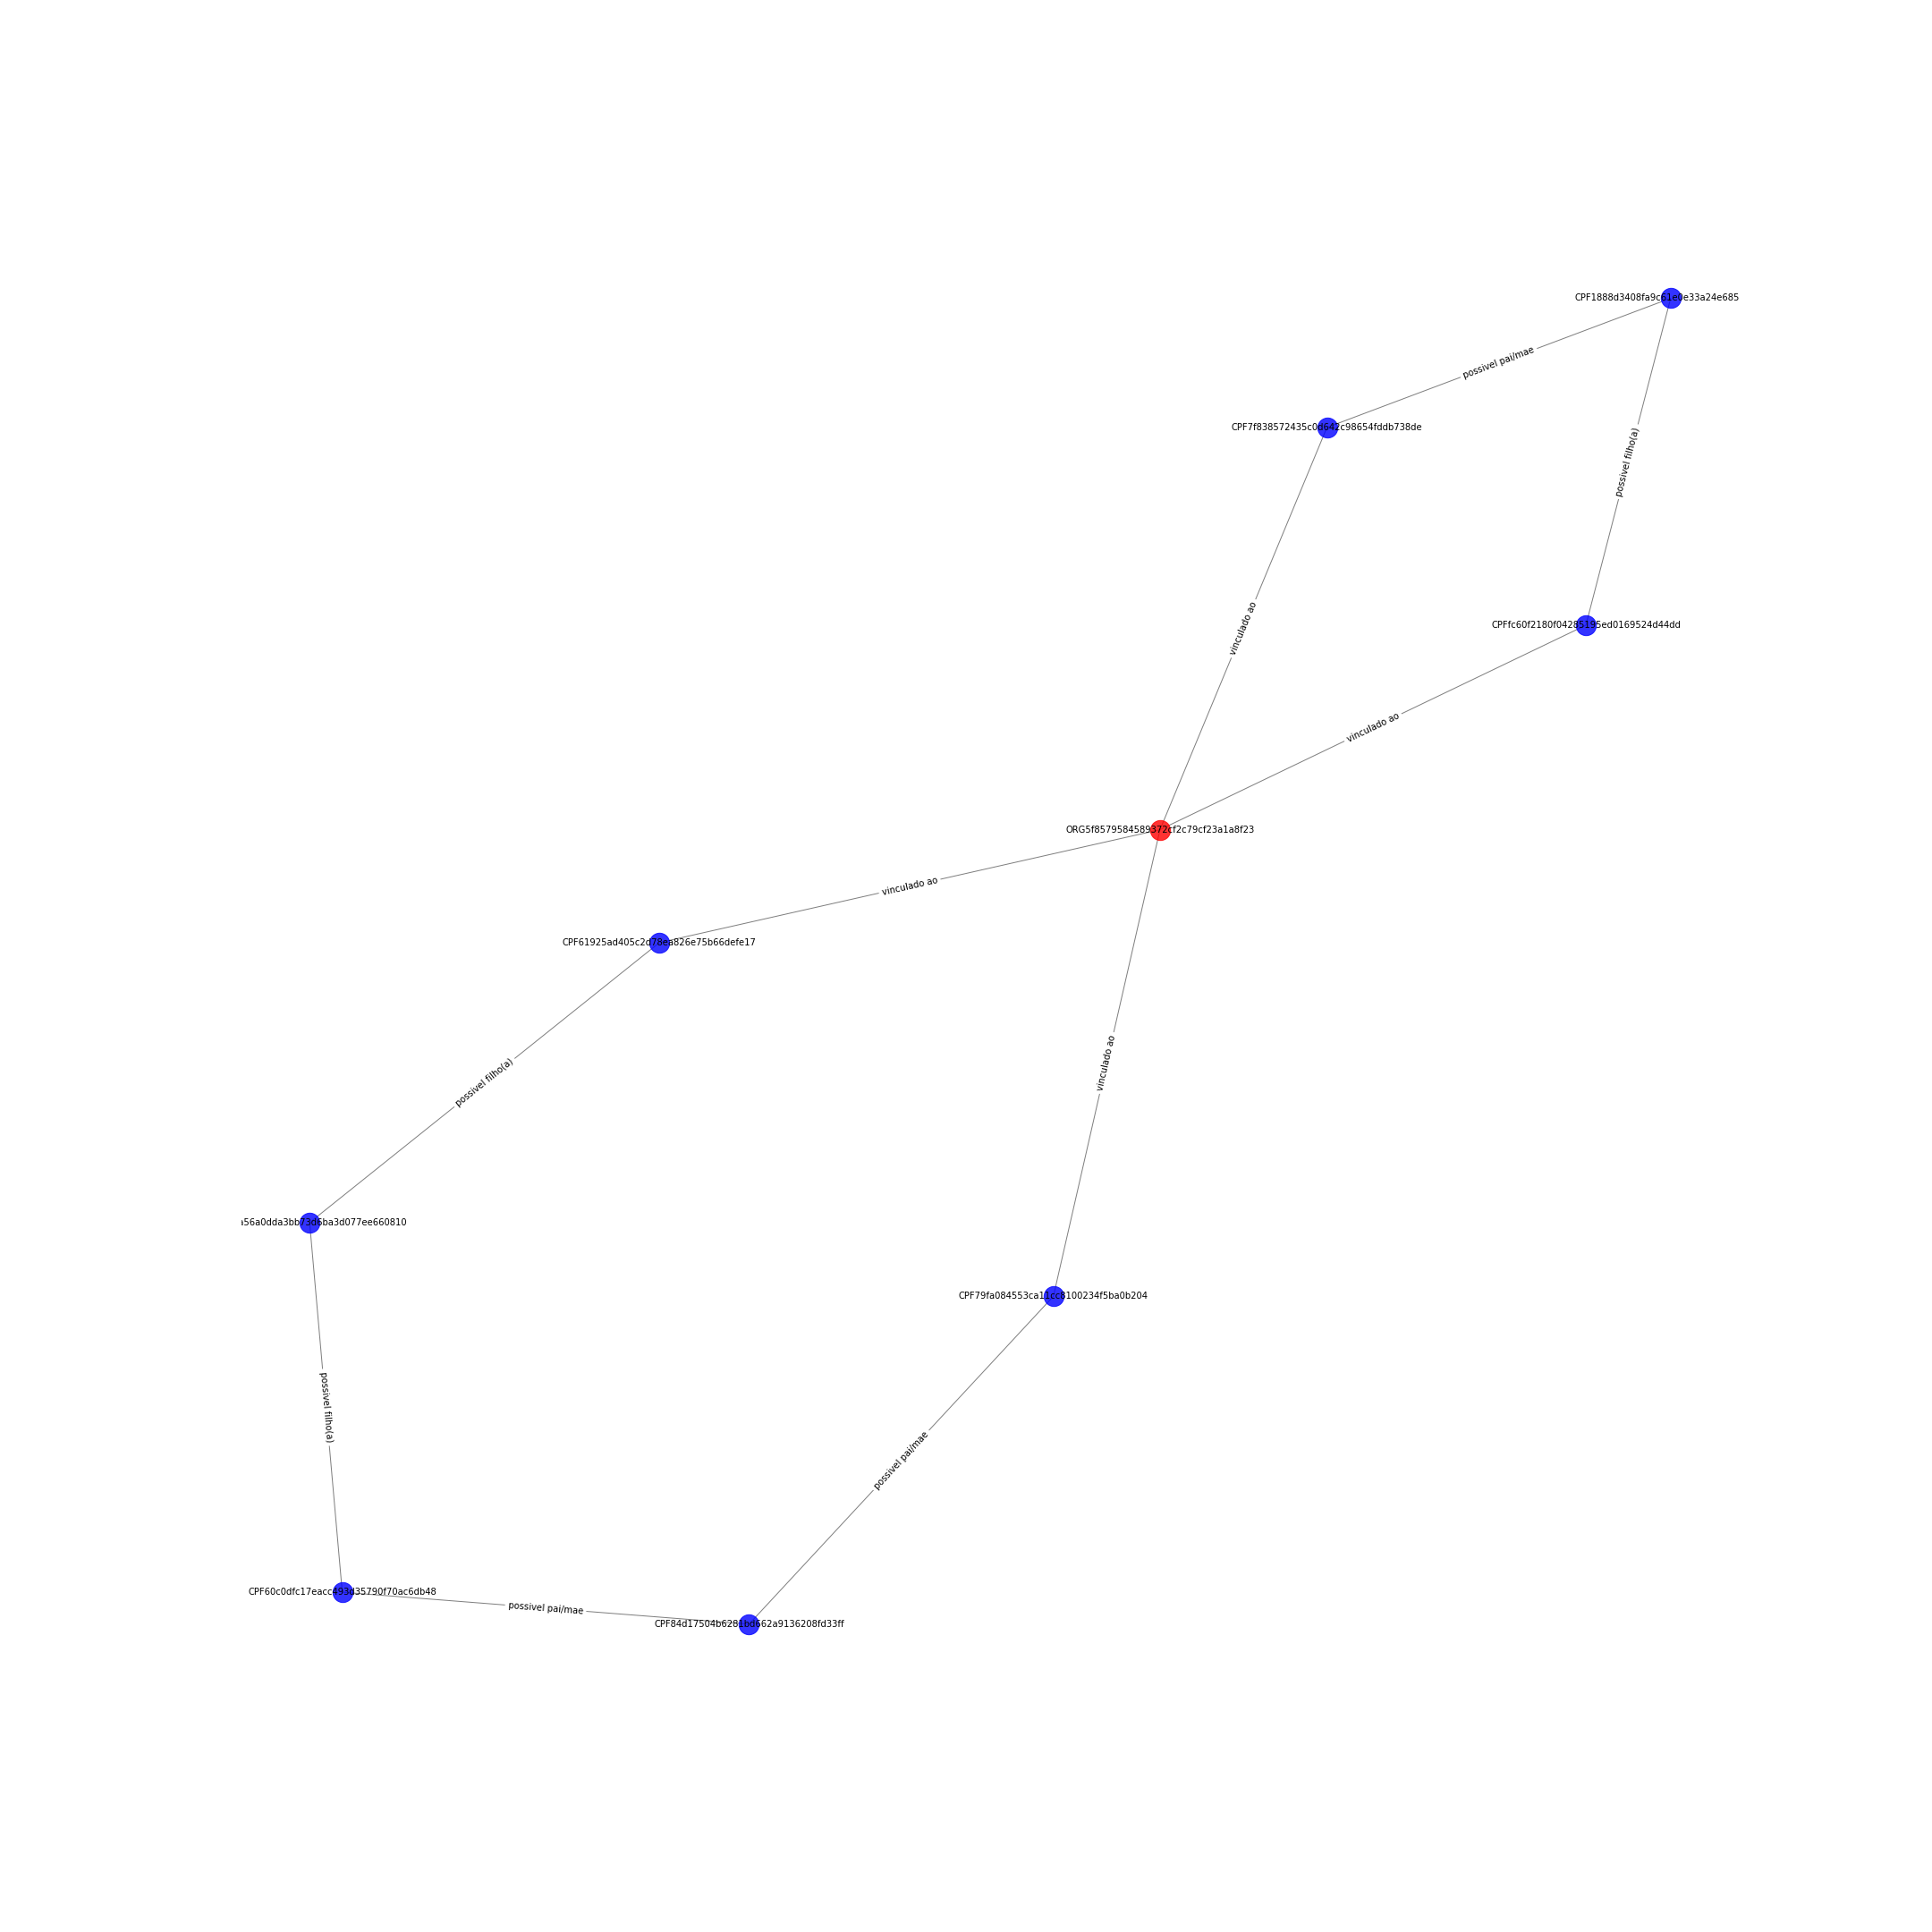 CPF1888d3408fa9c61e0e33a24e685
possivel pai/mae
CPF7f838572435c0d642c98654fddb738de
possivel filho(a)
vinculado ao
CPFfc60f2180f04285195ed0169524d44dd
vinculado ao
ORG5f8579584589372cf2c79cf23a1a8f23
vinculado ao
CPF61925ad405c2d78ea826e75b66defe17
vinculado ao
possivel filho(a)
56a0dda3bb73d6ba3d077ee660810
CPF79fa084553ca11cc8100234f5ba0b204
possivel filho(a)
possivel pai/mae
CPF60c0dfc17eacc493d35790f70ac6db48
possivel pai/mae
CPF84d17504b6281bd662a9136208fd33ff